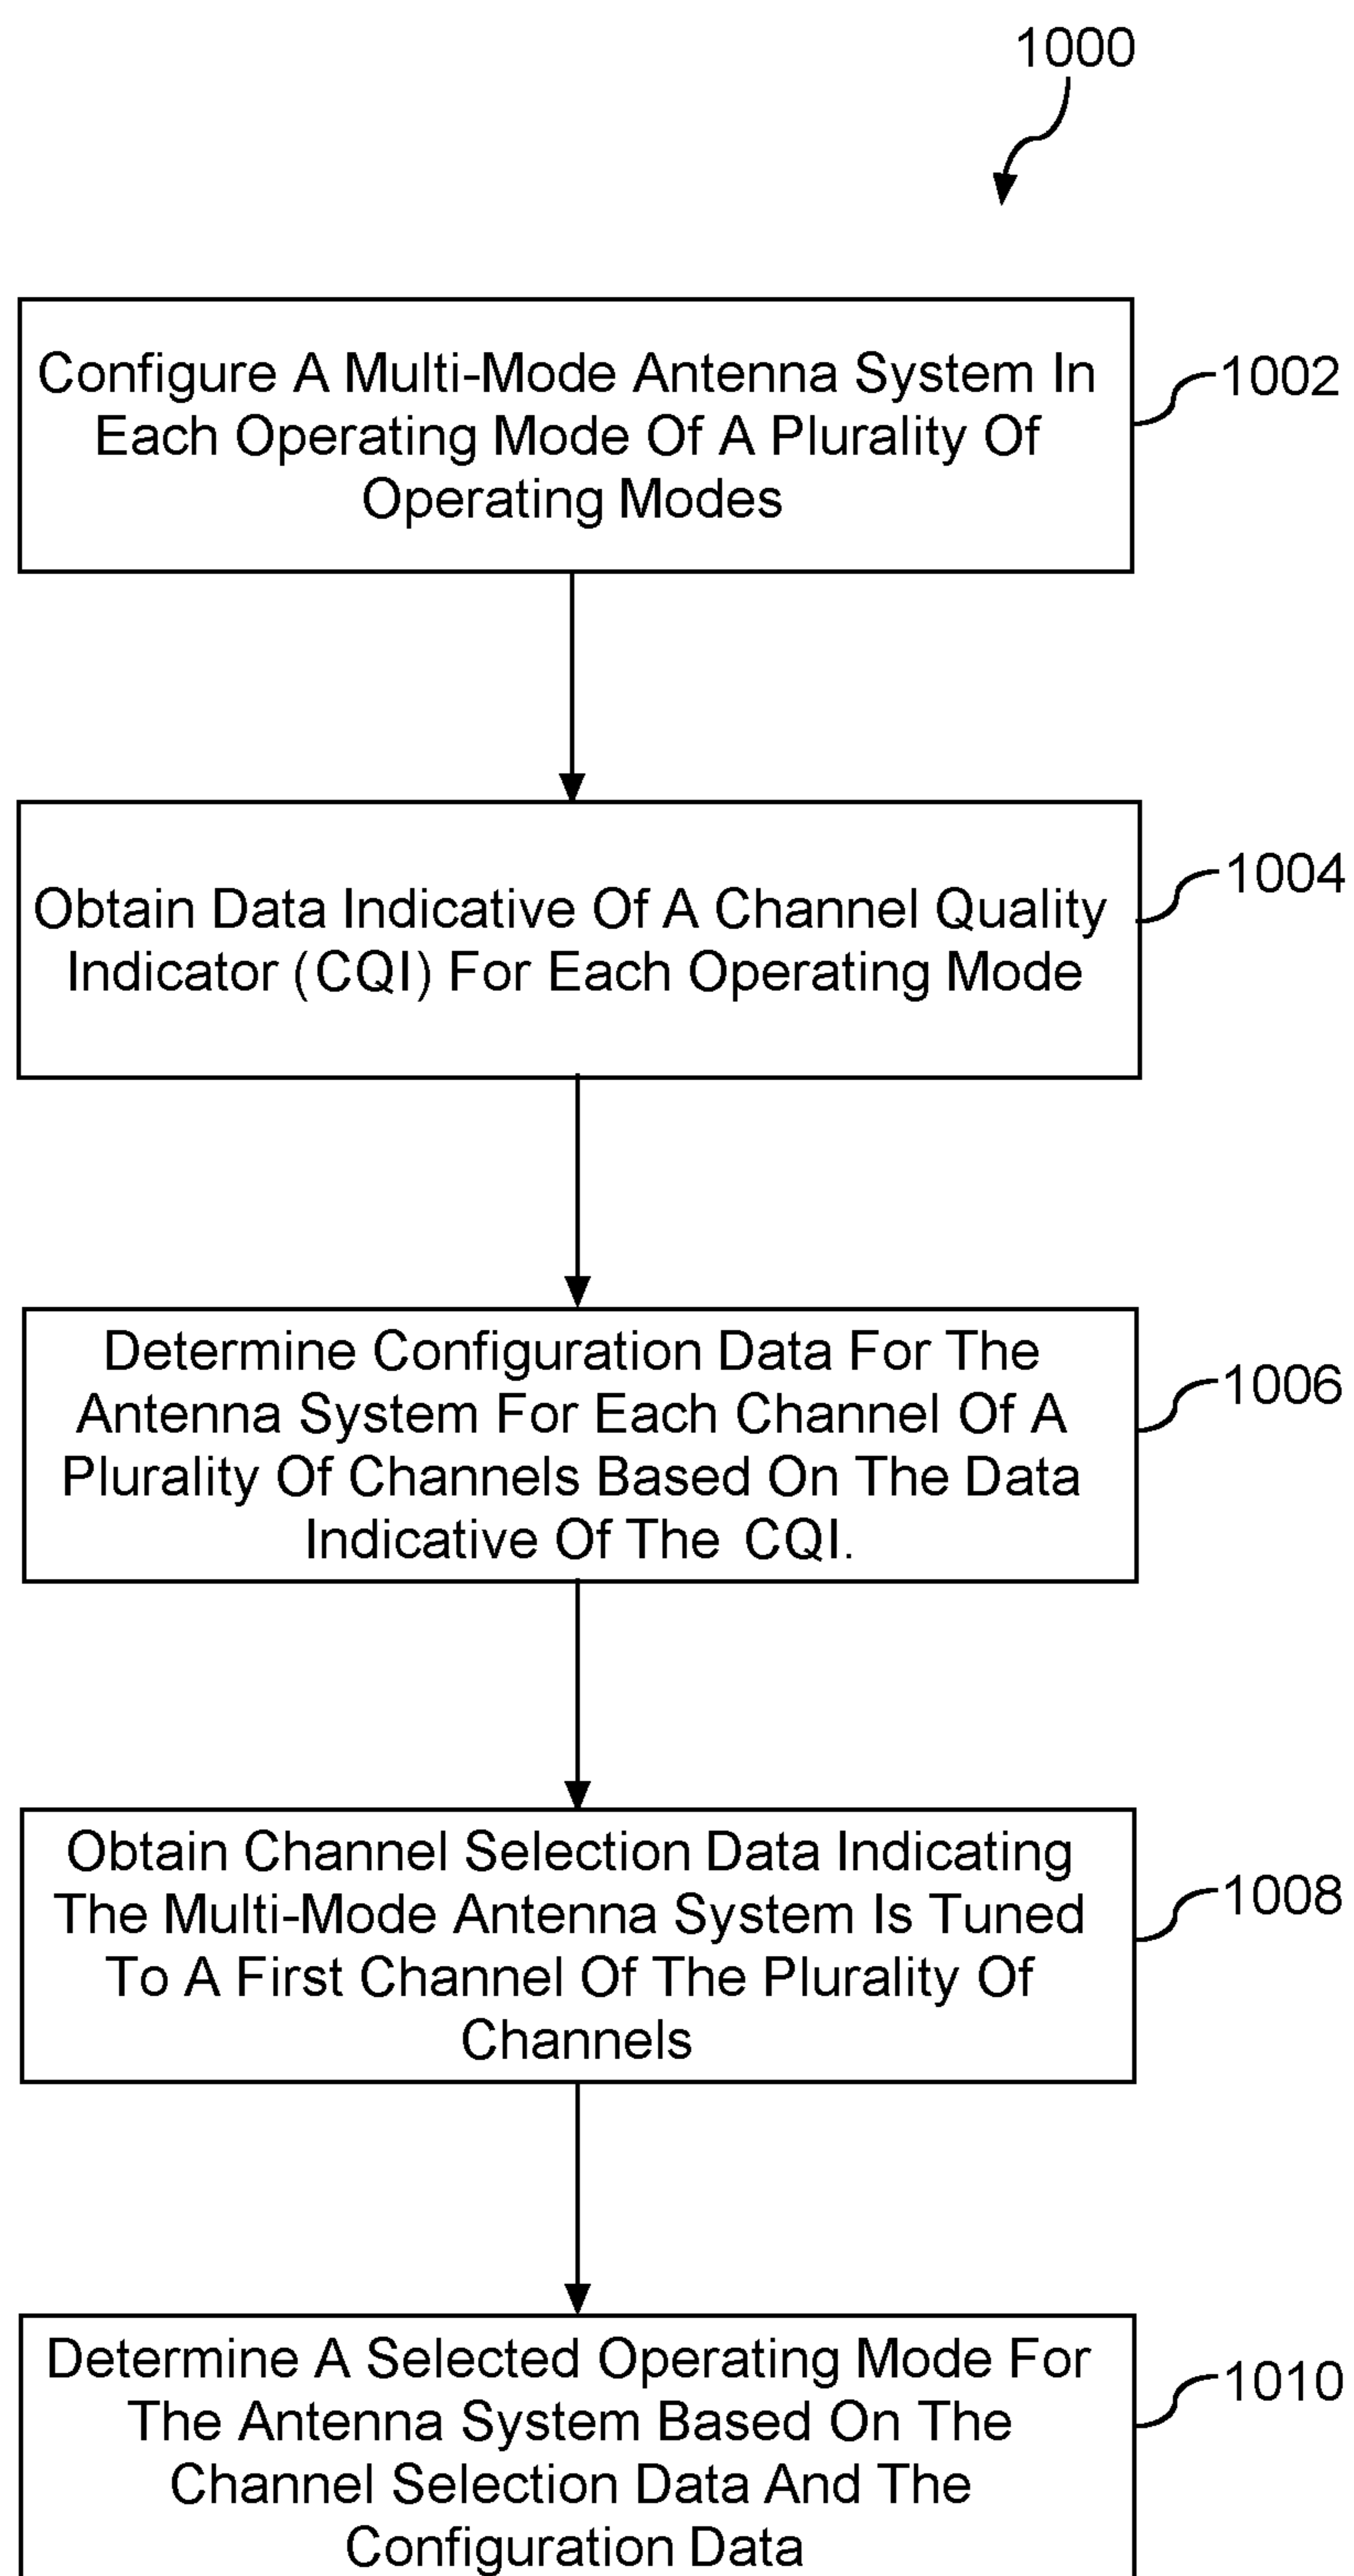 1000
Configure A Multi-Mode Antenna System In
Each Operating Mode Of A Plurality Of
Operating Modes
1002
Obtain Data Indicative Of A Channel Quality
Indicator (CQI) For Each Operating Mode
1004
Determine Configuration Data For The
Antenna System For Each Channel Of A
Plurality Of Channels Based On The Data
Indicative Of The CQI.
1006
Obtain Channel Selection Data Indicating
The Multi-Mode Antenna System Is Tuned
To A First Channel Of The Plurality Of
Channels
1008
Determine A Selected Operating Mode For
The Antenna System Based On The
Channel Selection Data And The
Configuration Data
1010